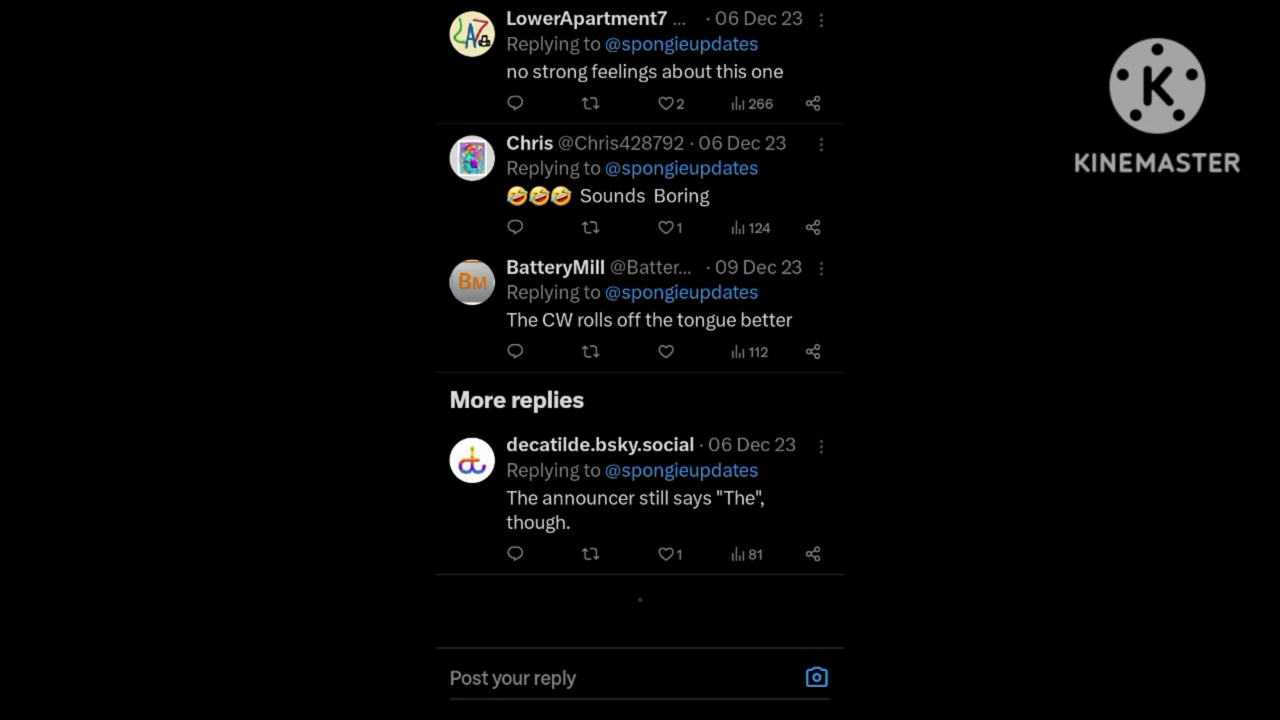 LowerApartment7 ... · 06 Dec 23
Replying to @spongieupdates
no strong feelings about this one
2 266
Chris @Chris428792 · 06 Dec 23
Replying to @spongieupdates
🤣🤣🤣 Sounds Boring
1 124
BatteryMill @Batter... · 09 Dec 23
Replying to @spongieupdates
The CW rolls off the tongue better
112
More replies
decatilde.bsky.social · 06 Dec 23
Replying to @spongieupdates
The announcer still says "The",
though.
1 81
Post your reply
K
KINEMASTER
BM